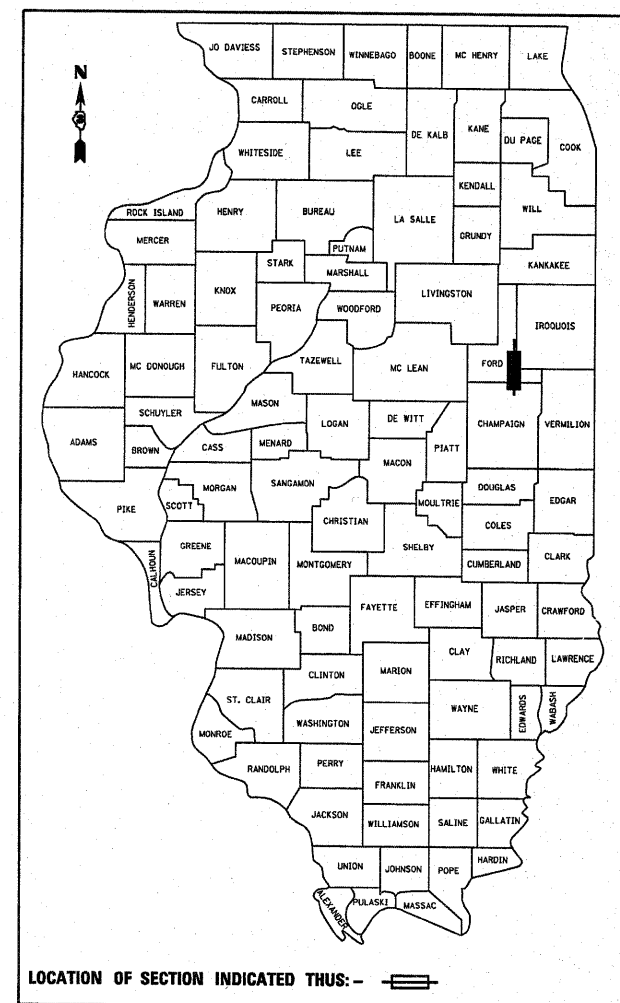 JO DAVIESS
STEPHENSON
WINNEBAGO
BOONE
MC HENRY
LAKE
N
CARROLL
OGLE
DE KALB
KANE
DU PAGE
COOK
WHITESIDE
LEE
KENDALL
WILL
ROCK ISLAND
HENRY
BUREAU
LA SALLE
GRUNDY
MERCER
PUTNAM
KANKAKEE
STARK
MARSHALL
HENDERSON
WARREN
KNOX
PEORIA
WOODFORD
LIVINGSTON
IROQUOIS
HANCOCK
MC DONOUGH
FULTON
TAZEWELL
MC LEAN
FORD
MASON
SCHUYLER
LOGAN
DE WITT
CHAMPAIGN
VERMILION
ADAMS
BROWN
CASS
MENARD
PIATT
MACON
MORGAN
SANGAMON
DOUGLAS
EDGAR
PIKE
SCOTT
CHRISTIAN
MOULTRIE
COLES
GREENE
MACOUPIN
MONTGOMERY
SHELBY
CALHOUN
CUMBERLAND
CLARK
JERSEY
FAYETTE
EFFINGHAM
JASPER
CRAWFORD
MADISON
BOND
CLAY
RICHLAND
LAWRENCE
CLINTON
MARION
ST. CLAIR
WAYNE
EDWARDS
WABASH
WASHINGTON
JEFFERSON
MONROE
RANDOLPH
PERRY
HAMILTON
WHITE
FRANKLIN
JACKSON
WILLIAMSON
SALINE
GALLATIN
UNION
JOHNSON
POPE
HARDIN
ALEXANDER
PULASKI
MASSAC
LOCATION OF SECTION INDICATED THUS: -